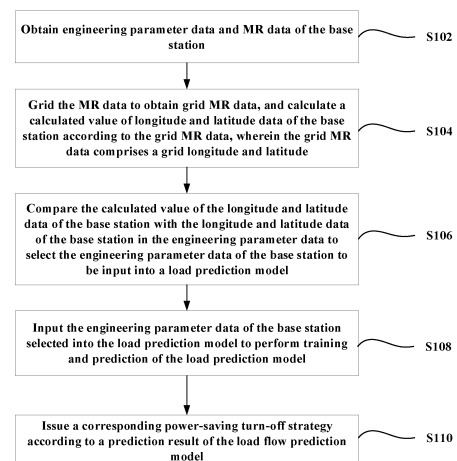 Obtain engineering parameter data and MR data of the base
station
S102
Grid the MR data to obtain grid MR data, and calculate a
calculated value of longitude and latitude data of the base
station according to the grid MR data, wherein the grid MR
data comprises a grid longitude and latitude
S104
Compare the calculated value of the longitude and latitude
data of the base station with the longitude and latitude data
of the base station in the engineering parameter data to
select the engineering parameter data of the base station to
be input into a load prediction model
S106
Input the engineering parameter data of the base station
selected into the load prediction model to perform training
and prediction of the load prediction model
S108
Issue a corresponding power-saving turn-off strategy
according to a prediction result of the load flow prediction
model
S110